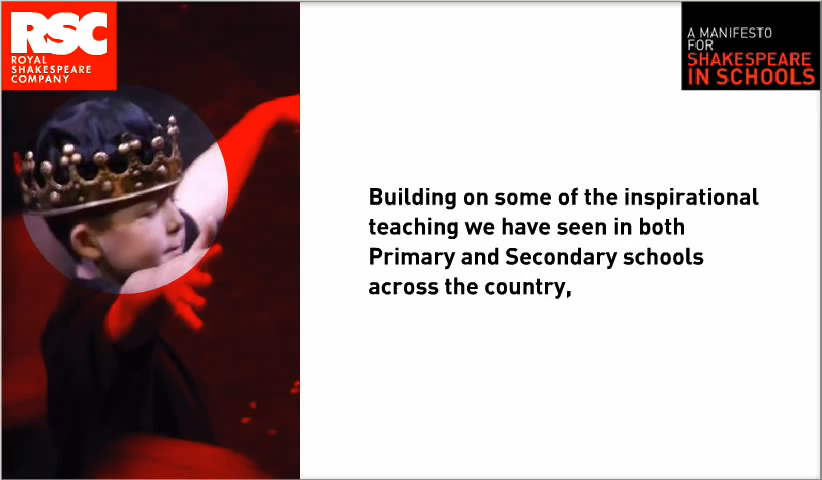 RSC
ROYAL
SHAKESPEARE
COMPANY
A MANIFESTO
FOR
SHAKESPEARE
IN SCHOOLS
Building on some of the inspirational
teaching we have seen in both
Primary and Secondary schools
across the country,